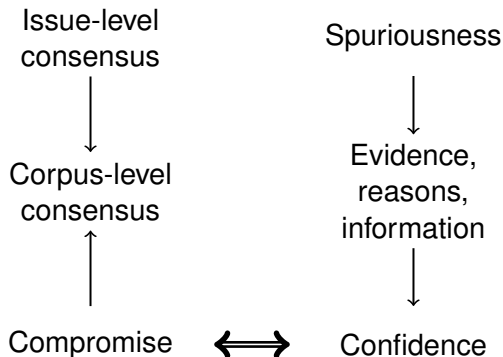 Issue-level
consensus
Spuriousness
Corpus-level
consensus
Evidence,
reasons,
information
Compromise
Confidence